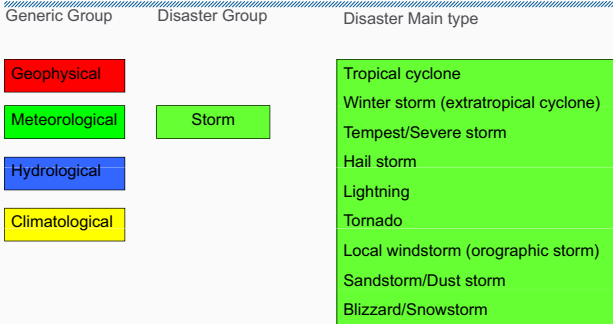 Generic Group
Disaster Group
Disaster Main type
Geophysical
Meteorological
Hydrological
Climatological
Storm
Tropical cyclone
Winter storm (extratropical cyclone)
Tempest/Severe storm
Hail storm
Lightning
Tornado
Local windstorm (orographic storm)
Sandstorm/Dust storm
Blizzard/Snowstorm